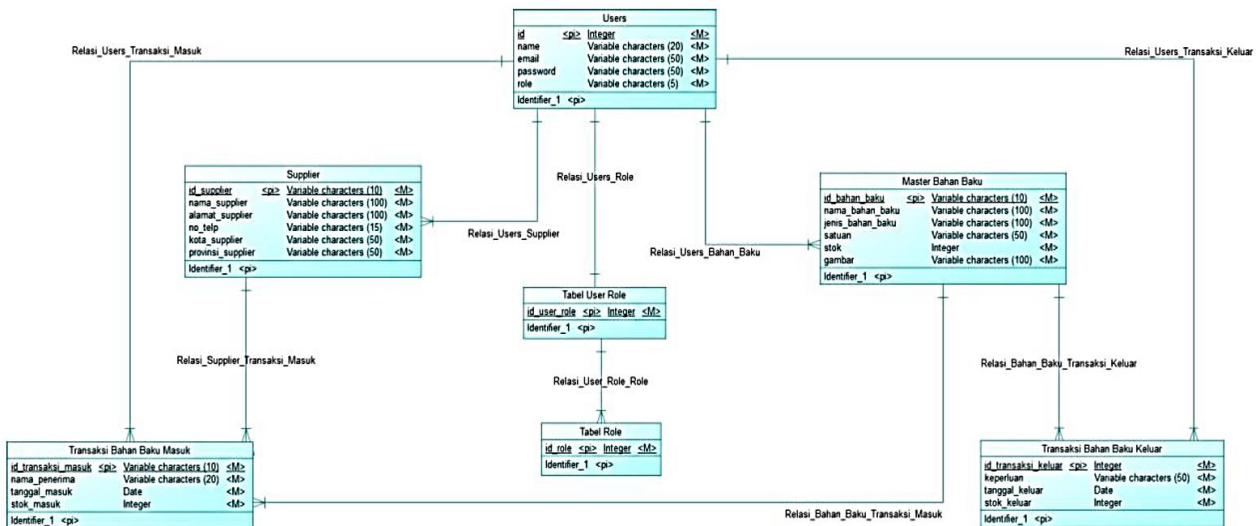 Users
id <pi> Integer <M>
name Variable characters (20) <M>
email Variable characters (50) <M>
password Variable characters (50) <M>
role Variable characters (5) <M>
Identifier_1 <pi>
Relasi_Users_Transaksi_Masuk
Relasi_Users_Transaksi_Keluar
Supplier
id_supplier <pi> Variable characters (10) <M>
nama_supplier Variable characters (100) <M>
alamat_supplier Variable characters (100) <M>
no_telp Variable characters (15) <M>
kota_supplier Variable characters (50) <M>
provinsi_supplier Variable characters (50) <M>
Identifier_1 <pi>
Relasi_Users_Role
Relasi_Users_Supplier
Relasi_Users_Bahan_Baku
Master Bahan Baku
id_bahan_baku <pi> Variable characters (10) <M>
nama_bahan_baku Variable characters (100) <M>
jenis_bahan_baku Variable characters (100) <M>
satuan Variable characters (50) <M>
stok Integer <M>
gambar Variable characters (100) <M>
Identifier_1 <pi>
Tabel User Role
id_user_role <pi> Integer <M>
Identifier_1 <pi>
Relasi_Supplier_Transaksi_Masuk
Relasi_User_Role_Role
Relasi_Bahan_Baku_Transaksi_Keluar
Tabel Role
id_role <pi> Integer <M>
Identifier_1 <pi>
Transaksi Bahan Baku Masuk
id_transaksi_masuk <pi> Variable characters (10) <M>
nama_penerima Variable characters (20) <M>
tanggal_masuk Date <M>
stok_masuk Integer <M>
Identifier_1 <pi>
Relasi_Bahan_Baku_Transaksi_Masuk
Transaksi Bahan Baku Keluar
id_transaksi_keluar <pi> Integer <M>
keperluan Variable characters (50) <M>
tanggal_keluar Date <M>
stok_keluar Integer <M>
Identifier_1 <pi>